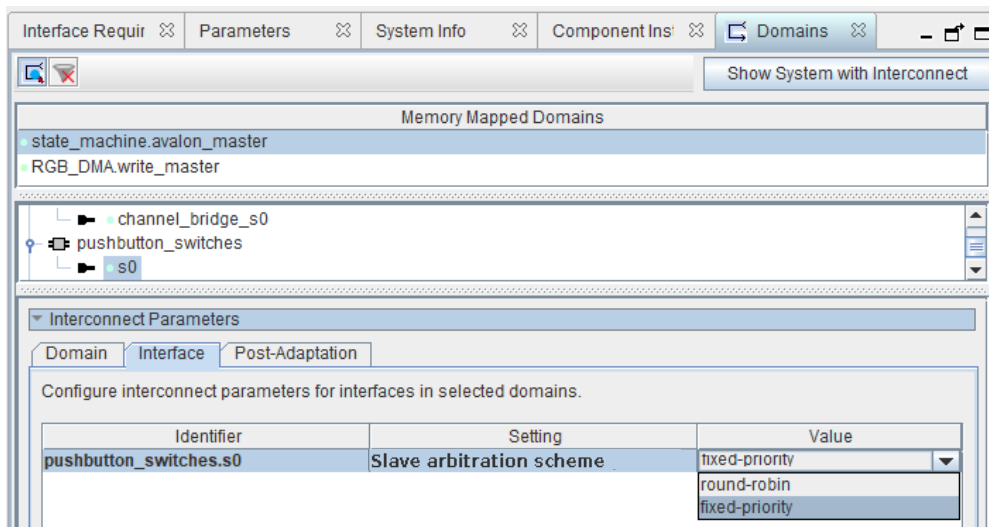 Interface Requir Parameters System Info Component Ins Domains
Show System with Interconnect
Memory Mapped Domains
state_machine.avalon_master
RGB_DMA.write_master
channel_bridge_s0
pushbutton_switches
s0
Interconnect Parameters
Domain Interface Post-Adaptation
Configure interconnect parameters for interfaces in selected domains.
Identifier Setting Value
pushbutton_switches.s0 Slave arbitration scheme fixed-priority
round-robin
fixed-priority